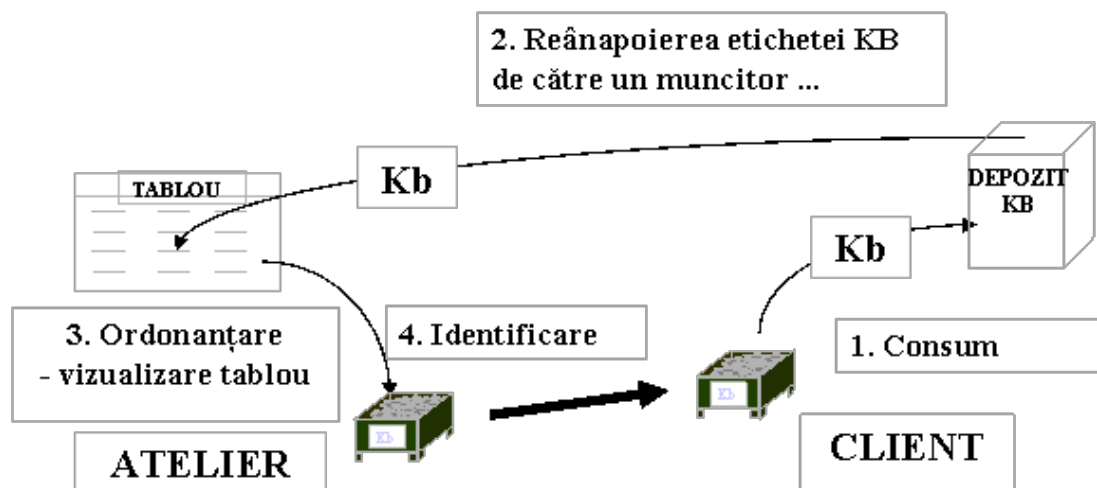 2. Reânapoierea etichetei KB
de către un muncitor ...
Kb
TABLOU
DEPOZIT
KB
Kb
3. Ordonanțare
- vizualizare tablou
4. Identificare
1. Consum
Kb
Kb
ATELIER
CLIENT